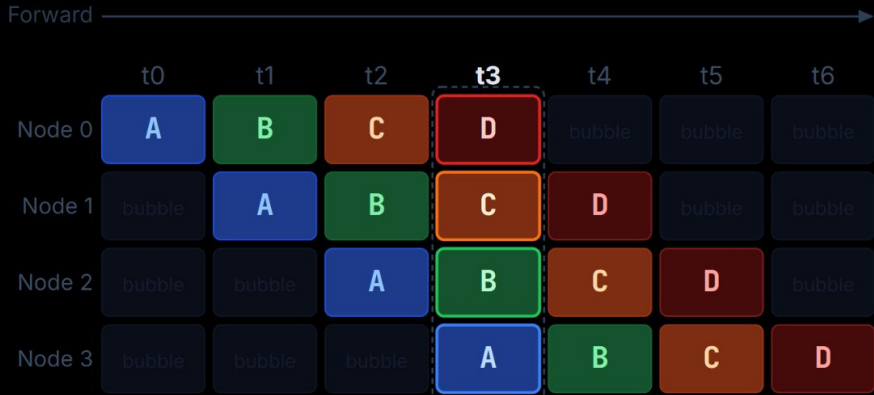 Forward
t0 t1 t2 t3 t4 t5 t6
Node 0 A B C D bubble bubble bubble
Node 1 bubble A B C D bubble bubble
Node 2 bubble bubble A B C D bubble
Node 3 bubble bubble bubble A B C D